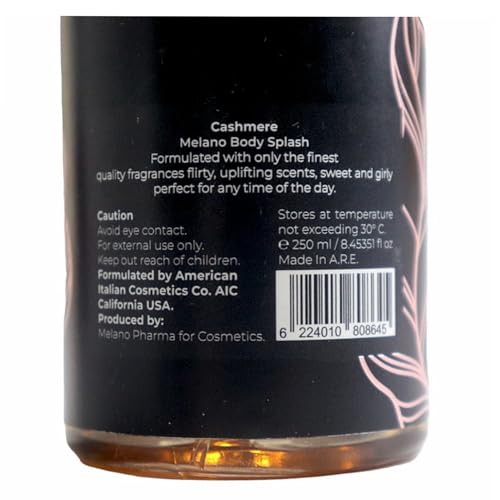 Cashmere
Melano Body Splash
Formulated with only the finest
quality fragrances flirty, uplifting scents, sweet and girly
perfect for any time of the day.
Caution
Avoid eye contact.
For external use only.
Keep out reach of children.
Formulated by American
Italian Cosmetics Co. AIC
California USA.
Produced by:
Melano Pharma for Cosmetics.
Stores at temperature
not exceeding 30° C.
℮ 250 ml / 8.45351 fl oz
Made In A.R.E.
6 224010 808645